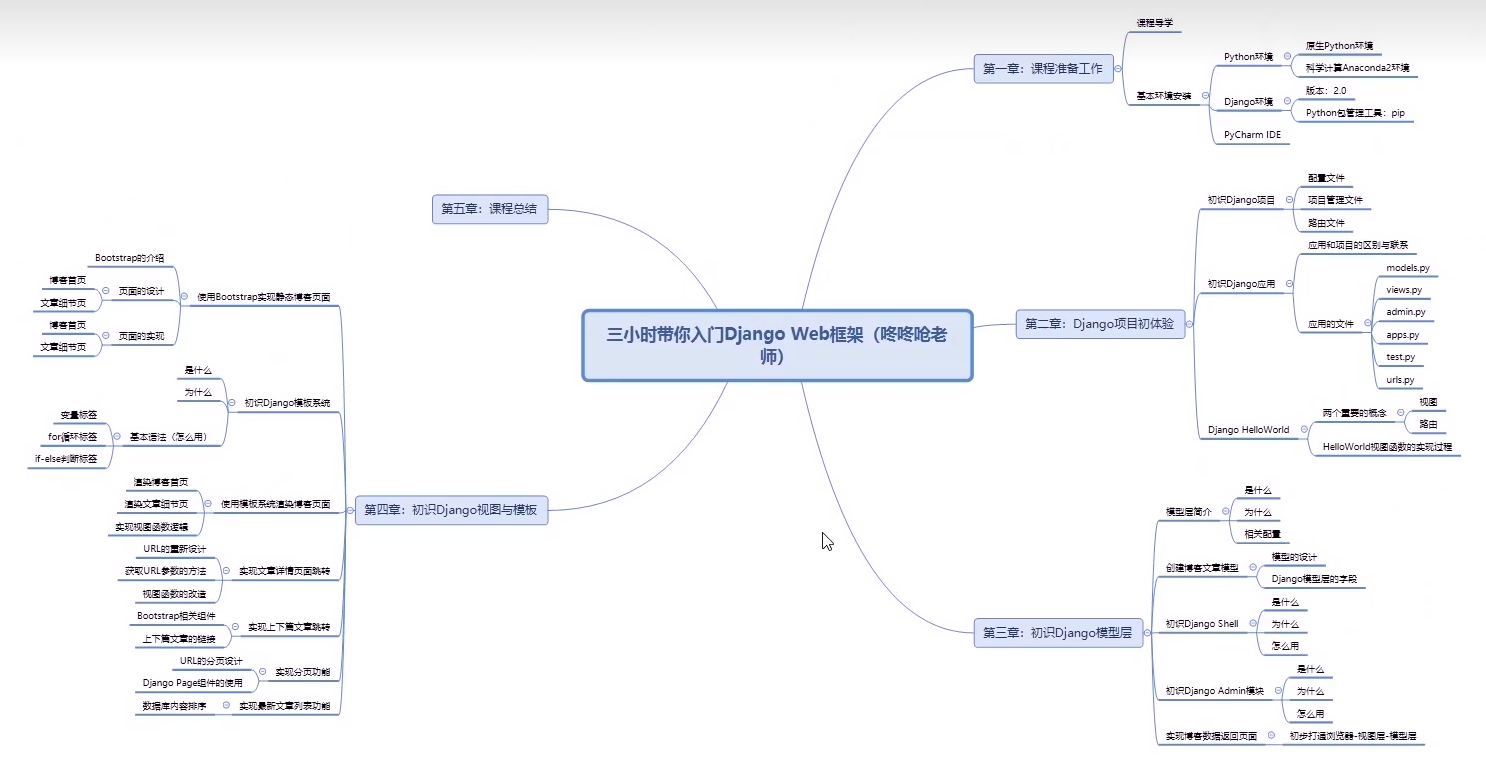 三小时带你入门Django Web框架（咚咚呛老
师）
第一章：课程准备工作
课程导学
基本环境安装
Python环境
原生Python环境
科学计算Anaconda2环境
Django环境
版本：2.0
Python包管理工具：pip
PyCharm IDE
第二章：Django项目初体验
初识Django项目
配置文件
项目管理文件
路由文件
初识Django应用
应用和项目的区别与联系
应用的文件
models.py
views.py
admin.py
apps.py
test.py
urls.py
Django HelloWorld
两个重要的概念
视图
路由
HelloWorld视图函数的实现过程
第三章：初识Django模型层
模型层简介
是什么
为什么
相关配置
创建博客文章模型
模型的设计
Django模型层的字段
初识Django Shell
是什么
为什么
怎么用
初识Django Admin模块
是什么
为什么
怎么用
实现博客数据返回页面
初步打通浏览器-视图层-模型层
第四章：初识Django视图与模板
使用Bootstrap实现静态博客页面
Bootstrap的介绍
页面的设计
博客首页
文章细节页
页面的实现
博客首页
文章细节页
初识Django模板系统
是什么
为什么
基本语法（怎么用）
变量标签
for循环标签
if-else判断标签
使用模板系统渲染博客页面
渲染博客首页
渲染文章细节页
实现视图函数逻辑
实现文章详情页面跳转
URL的重新设计
获取URL参数的方法
视图函数的改造
实现上下篇文章跳转
Bootstrap相关组件
上下篇文章的链接
实现分页功能
URL的分页设计
Django Page组件的使用
实现最新文章列表功能
数据库内容排序
第五章：课程总结